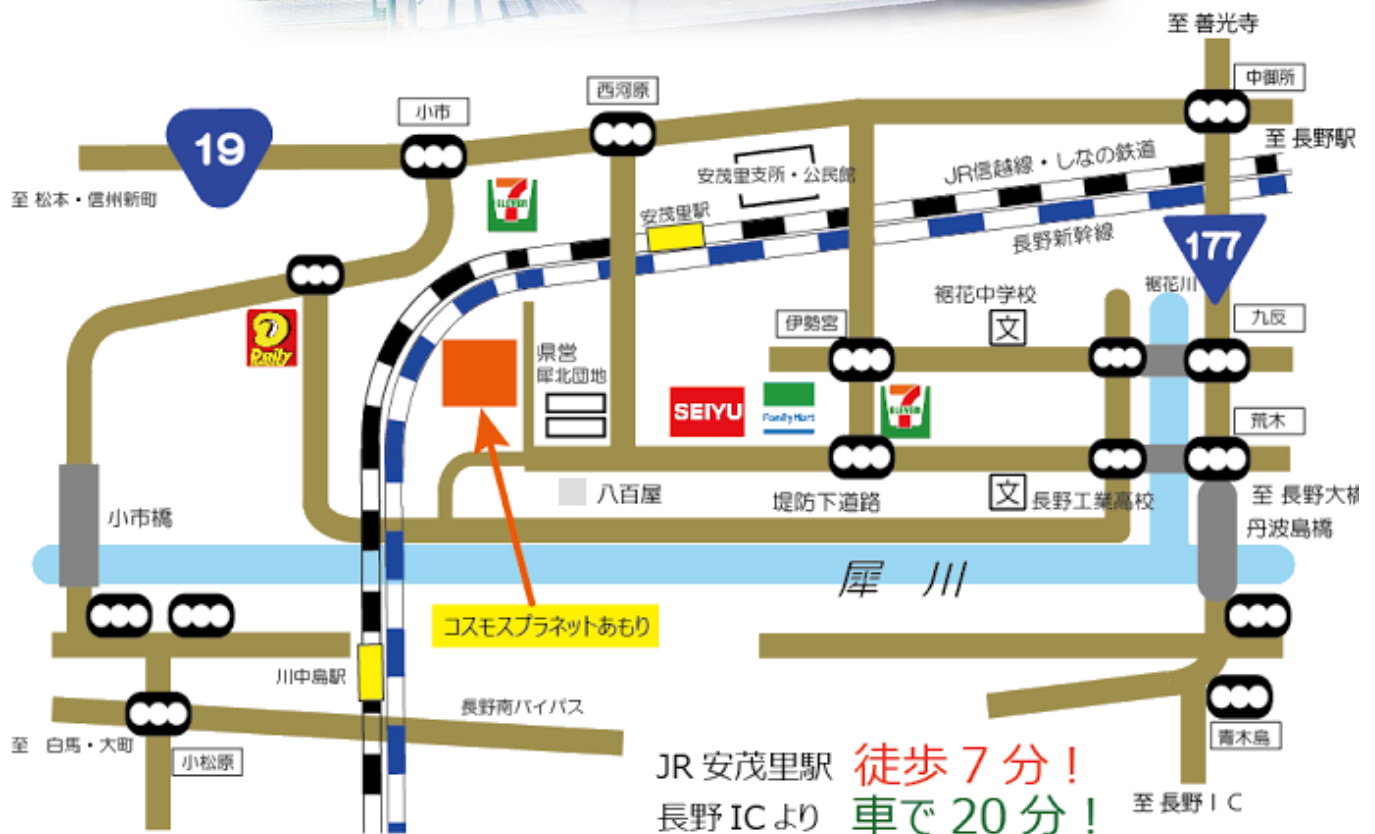 至 善光寺
中御所
西河原
小市
19
至 長野駅
JR信越線・しなの鉄道
安茂里支所・公民館
至 松本・信州新町
ELEVEN
安茂里駅
長野新幹線
177
裾花川
裾花中学校
文
伊勢宮
九反
Daily
県営
犀北団地
SEIYU
FamilyMart
ELEVEN
荒木
八百屋
堤防下道路
文
長野工業高校
至 長野大橋
小市橋
丹波島橋
犀 川
コスモスプラネットあもり
川中島駅
長野南バイパス
至 白馬・大町
小松原
青木島
JR 安茂里駅 徒歩 7 分！
長野 IC より 車で 20 分！
至 長野ＩＣ